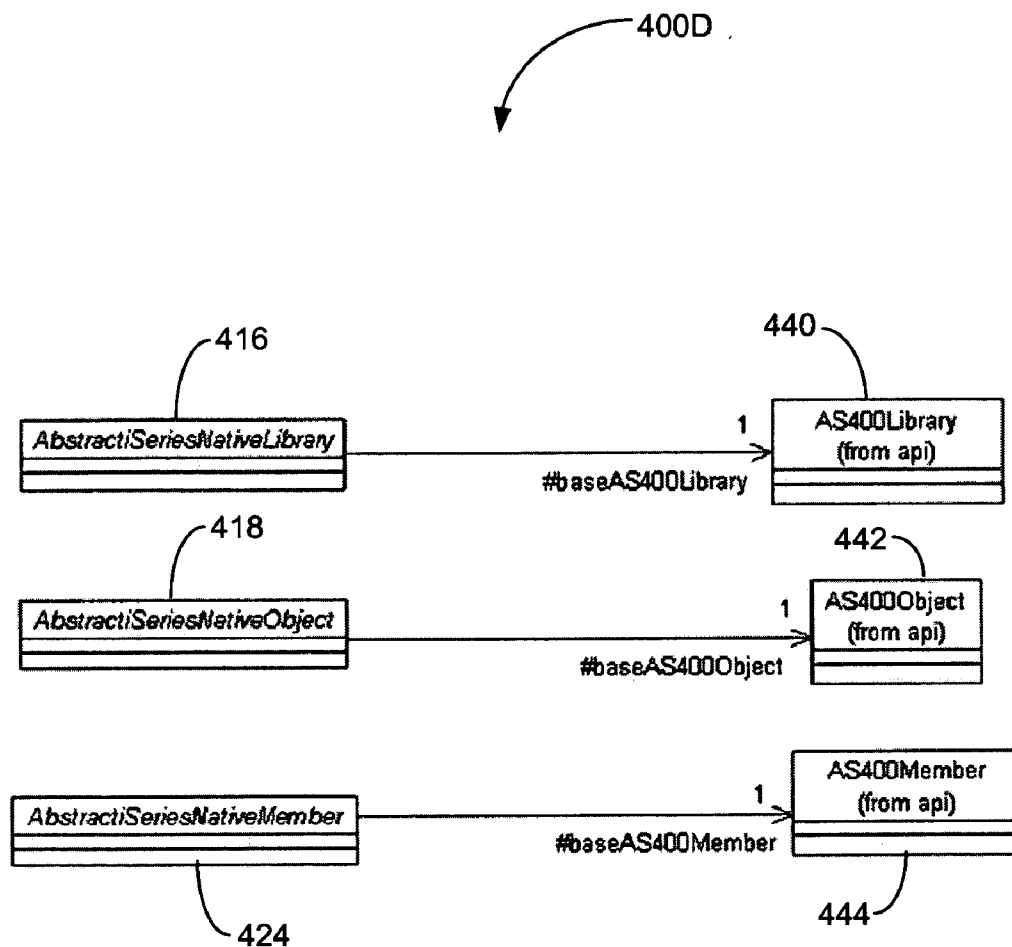 400D
416
440
AbstractiSeriesNativeLibrary
1
AS400Library
(from api)
#baseAS400Library
418
442
AbstractiSeriesNativeObject
1
AS400Object
(from api)
#baseAS400Object
AbstractiSeriesNativeMember
1
AS400Member
(from api)
#baseAS400Member
424
444